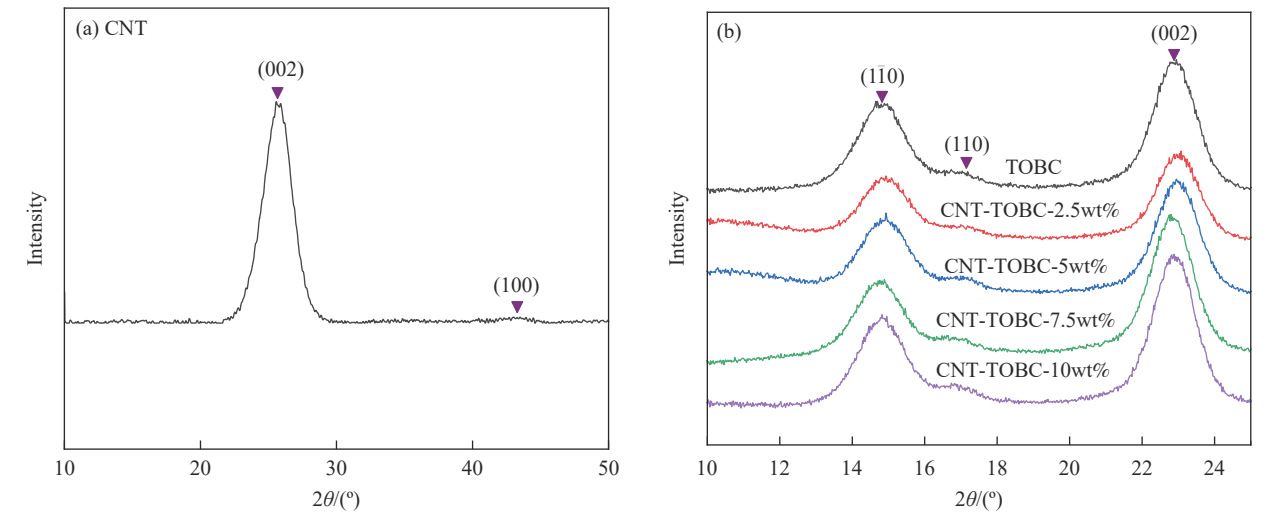 (a) CNT
(002)
(100)
Intensity
10 20 30 40 50
2θ/(°)
(b)
(002)
(11̄0)
(110)
TOBC
CNT-TOBC-2.5wt%
CNT-TOBC-5wt%
CNT-TOBC-7.5wt%
CNT-TOBC-10wt%
Intensity
10 12 14 16 18 20 22 24
2θ/(°)